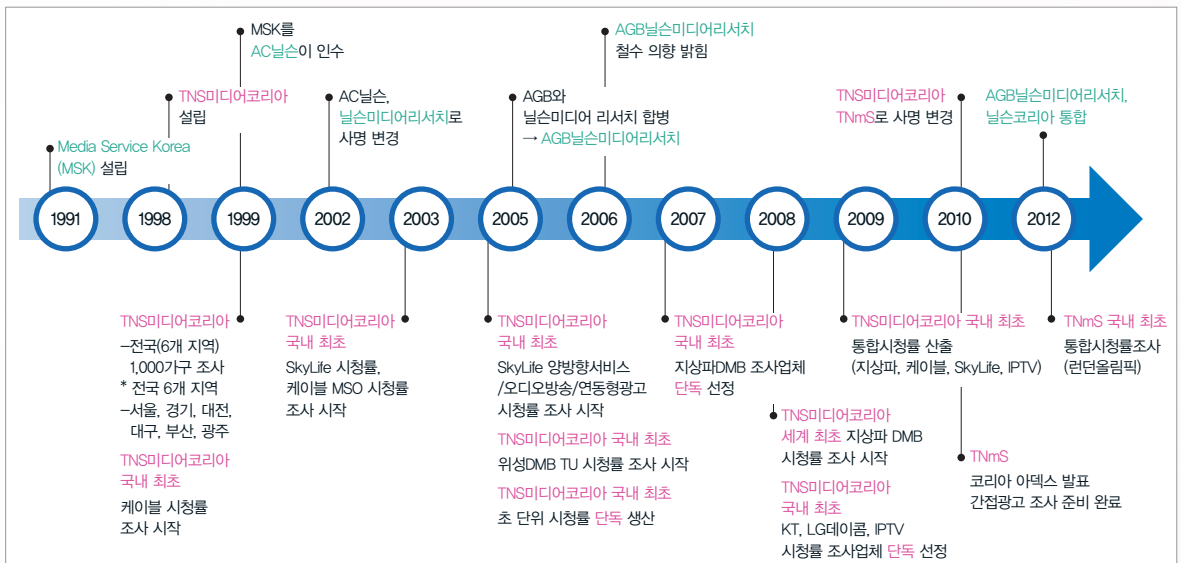 MSK를
AC닐슨이 인수
AGB닐슨미디어리서치
철수 의향 밝힘
TNS미디어코리아
설립
AC닐슨,
닐슨미디어리서치로
사명 변경
AGB와
닐슨미디어 리서치 합병
→ AGB닐슨미디어리서치
TNS미디어코리아
TNmS로 사명 변경
AGB닐슨미디어리서치,
닐슨코리아 통합
Media Service Korea
(MSK) 설립
1991
1998
1999
2002
2003
2005
2006
2007
2008
2009
2010
2012
TNS미디어코리아
–전국(6개 지역)
1,000가구 조사
* 전국 6개 지역
–서울, 경기, 대전,
대구, 부산, 광주
TNS미디어코리아
국내 최초
케이블 시청률
조사 시작
TNS미디어코리아
국내 최초
SkyLife 시청률,
케이블 MSO 시청률
조사 시작
TNS미디어코리아
국내 최초
SkyLife 양방향서비스
/오디오방송/연동형광고
시청률 조사 시작
TNS미디어코리아 국내 최초
위성DMB TU 시청률 조사 시작
TNS미디어코리아 국내 최초
초 단위 시청률 단독 생산
TNS미디어코리아
국내 최초
지상파DMB 조사업체
단독 선정
TNS미디어코리아
세계 최초 지상파 DMB
시청률 조사 시작
TNS미디어코리아
국내 최초
KT, LG데이콤, IPTV
시청률 조사업체 단독 선정
TNS미디어코리아 국내 최초
통합시청률 산출
(지상파, 케이블, SkyLife, IPTV)
TNmS
코리아 아덱스 발표
간접광고 조사 준비 완료
TNmS 국내 최초
통합시청률조사
(런던올림픽)